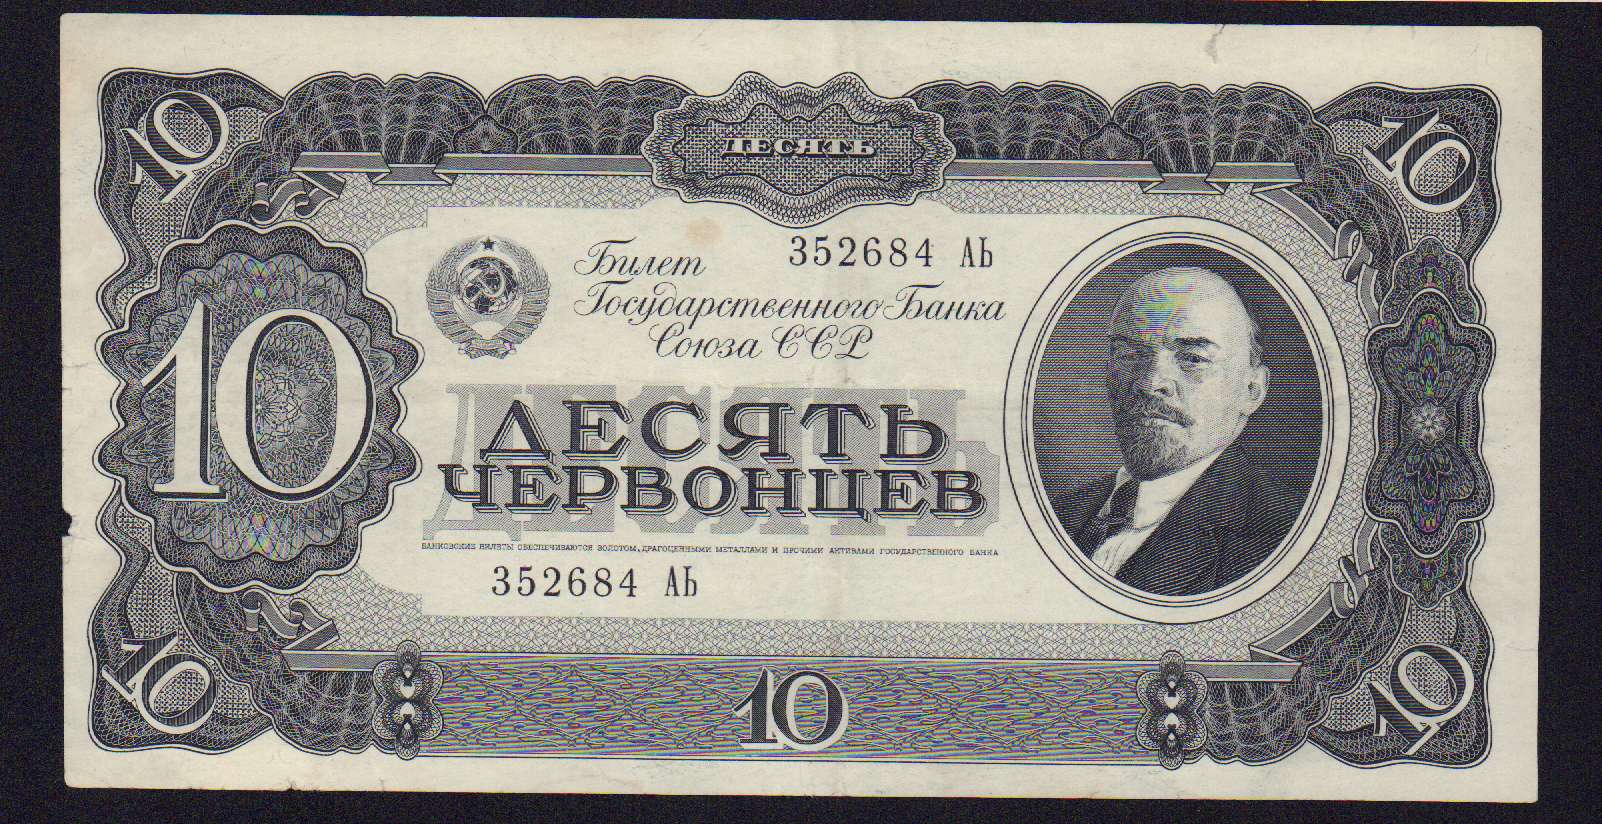 10
ДЕСЯТЬ
10
Билет
352684 АЬ
Государственного Банка
Союза ССР
10
ДЕСЯТЬ
ДЕСЯТЬ
ЧЕРВОНЦЕВ
БАНКОВСКИЕ БИЛЕТЫ ОБЕСПЕЧИВАЮТСЯ ЗОЛОТОМ, ДРАГОЦЕННЫМИ МЕТАЛЛАМИ И ПРОЧИМИ АКТИВАМИ ГОСУДАРСТВЕННОГО БАНКА
352684 АЬ
10
10
10